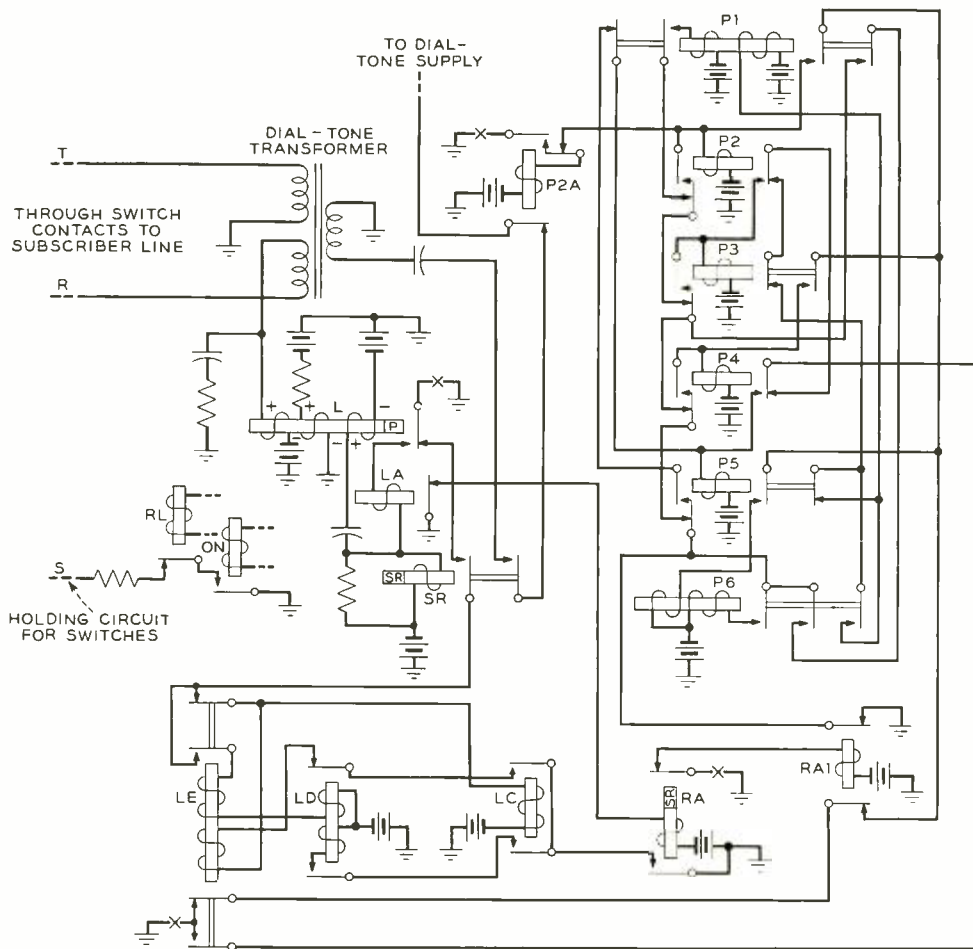 P1
TO DIAL-
TONE SUPPLY
DIAL-TONE
TRANSFORMER
T
P2
P2A
THROUGH SWITCH
CONTACTS TO
SUBSCRIBER LINE
P3
R
P4
+ + L -
P
- - +
LA
P5
RL
ON
SR
SR
P6
S
HOLDING CIRCUIT
FOR SWITCHES
RA1
LE
LD
LC
SR
RA